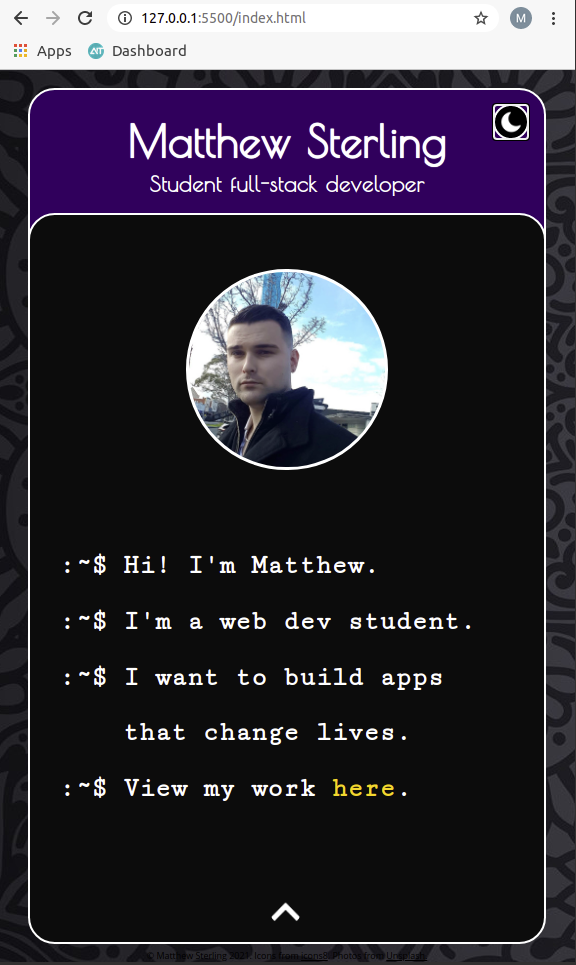 127.0.0.1:5500/index.html
M
Apps
Dashboard
Matthew Sterling
Student full-stack developer
:~$ Hi! I'm Matthew.
:~$ I'm a web dev student.
:~$ I want to build apps
that change lives.
:~$ View my work here.
© Matthew Sterling 2021. Icons from icons8. Photos from Unsplash.